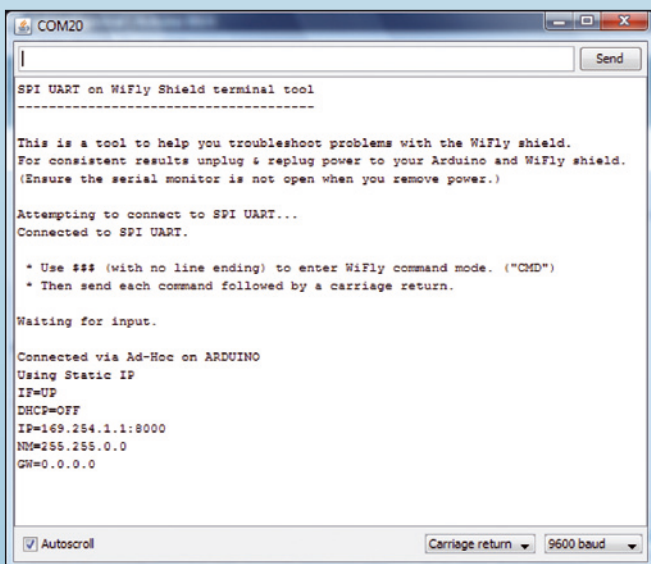 COM20
Send
SPI UART on WiFly Shield terminal tool
--------------------------------------
This is a tool to help you troubleshoot problems with the WiFly shield.
For consistent results unplug & replug power to your Arduino and WiFly shield.
(Ensure the serial monitor is not open when you remove power.)
Attempting to connect to SPI UART...
Connected to SPI UART.
* Use $$$ (with no line ending) to enter WiFly command mode. ("CMD")
* Then send each command followed by a carriage return.
Waiting for input.
Connected via Ad-Hoc on ARDUINO
Using Static IP
IF=UP
DHCP=OFF
IP=169.254.1.1:8000
NM=255.255.0.0
GW=0.0.0.0
Autoscroll Carriage return 9600 baud